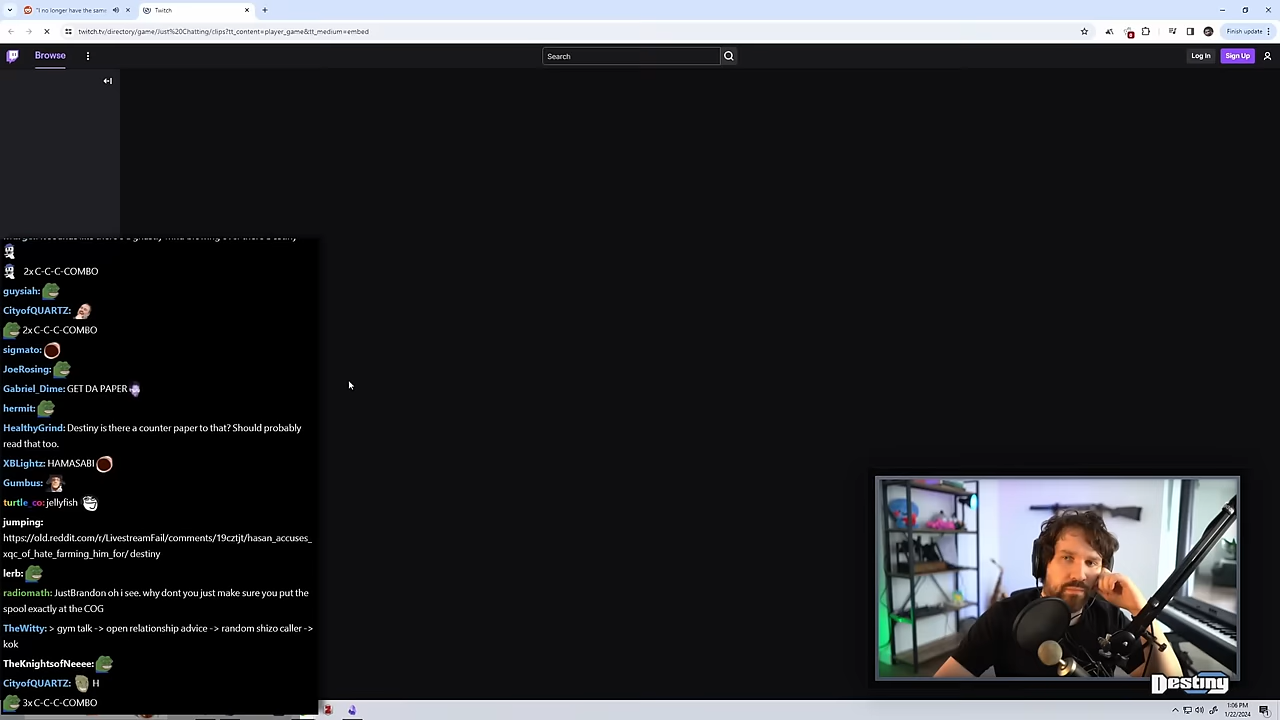 "I no longer have the sam
Twitch
twitch.tv/directory/game/Just%20Chatting/clips?tt_content=player_game&tt_medium=embed
Finish update
Browse
Search
Log In
Sign Up
2x C-C-C-COMBO
guysiah:
CityofQUARTZ:
2x C-C-C-COMBO
sigmato:
JoeRosing:
Gabriel_Dime: GET DA PAPER
hermit:
HealthyGrind: Destiny is there a counter paper to that? Should probably
read that too.
XBLightz: HAMASABI
Gumbus:
turtle_co: jellyfish
jumping:
https://old.reddit.com/r/LivestreamFail/comments/19cztjt/hasan_accuses_
xqc_of_hate_farming_him_for/ destiny
lerb:
radiomath: JustBrandon oh i see. why dont you just make sure you put the
spool exactly at the COG
TheWitty: > gym talk -> open relationship advice -> random shizo caller ->
kok
TheKnightsofNeeee:
CityofQUARTZ: H
3x C-C-C-COMBO
Destiny
1:06 PM
1/22/2024